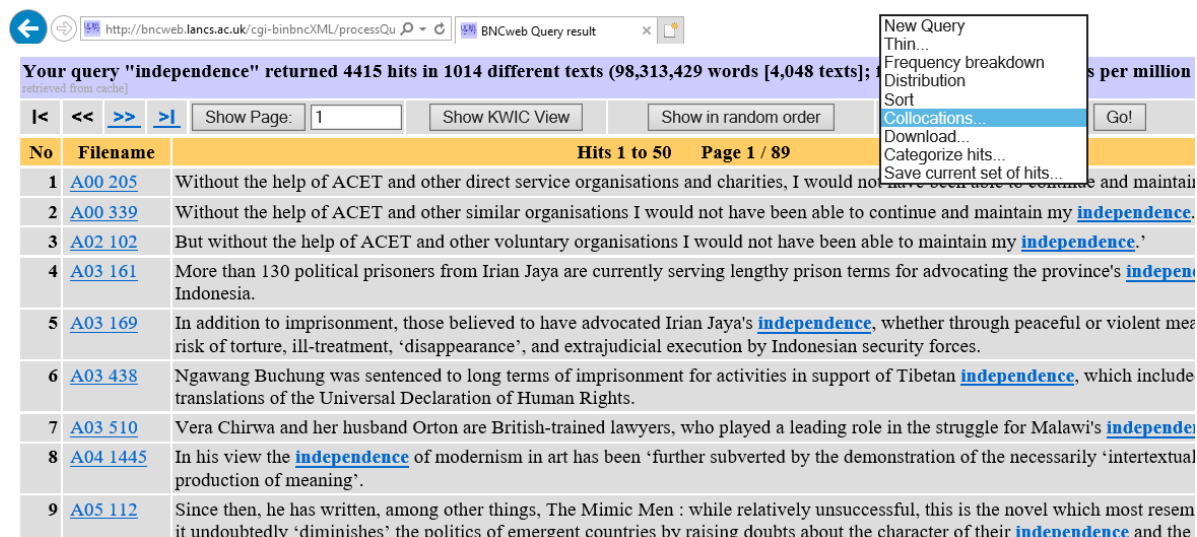 http://bncweb.lancs.ac.uk/cgi-binbncXML/processQu
BNCweb Query result
New Query
Thin...
Frequency breakdown
Distribution
Sort
Collocations...
Download...
Categorize hits...
Save current set of hits...
Your query "independence" returned 4415 hits in 1014 different texts (98,313,429 words [4,048 texts]; s per million
retrieved from cache]
|< << >> >| Show Page: 1 Show KWIC View Show in random order Go!
No Filename Hits 1 to 50 Page 1 / 89
1 A00 205 Without the help of ACET and other direct service organisations and charities, I would not have been able to continue and maintain
2 A00 339 Without the help of ACET and other similar organisations I would not have been able to continue and maintain my independence.
3 A02 102 But without the help of ACET and other voluntary organisations I would not have been able to maintain my independence.’
4 A03 161 More than 130 political prisoners from Irian Jaya are currently serving lengthy prison terms for advocating the province's indepen
Indonesia.
5 A03 169 In addition to imprisonment, those believed to have advocated Irian Jaya's independence, whether through peaceful or violent mea
risk of torture, ill-treatment, ‘disappearance’, and extrajudicial execution by Indonesian security forces.
6 A03 438 Ngawang Buchung was sentenced to long terms of imprisonment for activities in support of Tibetan independence, which include
translations of the Universal Declaration of Human Rights.
7 A03 510 Vera Chirwa and her husband Orton are British-trained lawyers, who played a leading role in the struggle for Malawi's independe
8 A04 1445 In his view the independence of modernism in art has been ‘further subverted by the demonstration of the necessarily ‘intertextual
production of meaning’.
9 A05 112 Since then, he has written, among other things, The Mimic Men : while relatively unsuccessful, this is the novel which most resem
it undoubtedly ‘diminishes’ the politics of emergent countries by raising doubts about the character of their independence and the